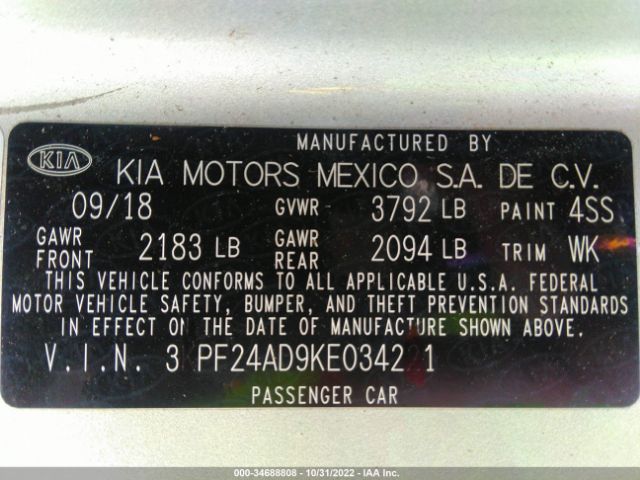 MANUFACTURED BY
KIA KIA MOTORS MEXICO S.A. DE C.V.
09/18 GVWR 3792 LB PAINT 4SS
GAWR FRONT 2183 LB GAWR REAR 2094 LB TRIM WK
THIS VEHICLE CONFORMS TO ALL APPLICABLE U.S.A. FEDERAL
MOTOR VEHICLE SAFETY, BUMPER, AND THEFT PREVENTION STANDARDS
IN EFFECT ON THE DATE OF MANUFACTURE SHOWN ABOVE.
V.I.N. 3 PF24AD9KE0342 1
PASSENGER CAR
000-34688808 - 10/31/2022 - IAA Inc.